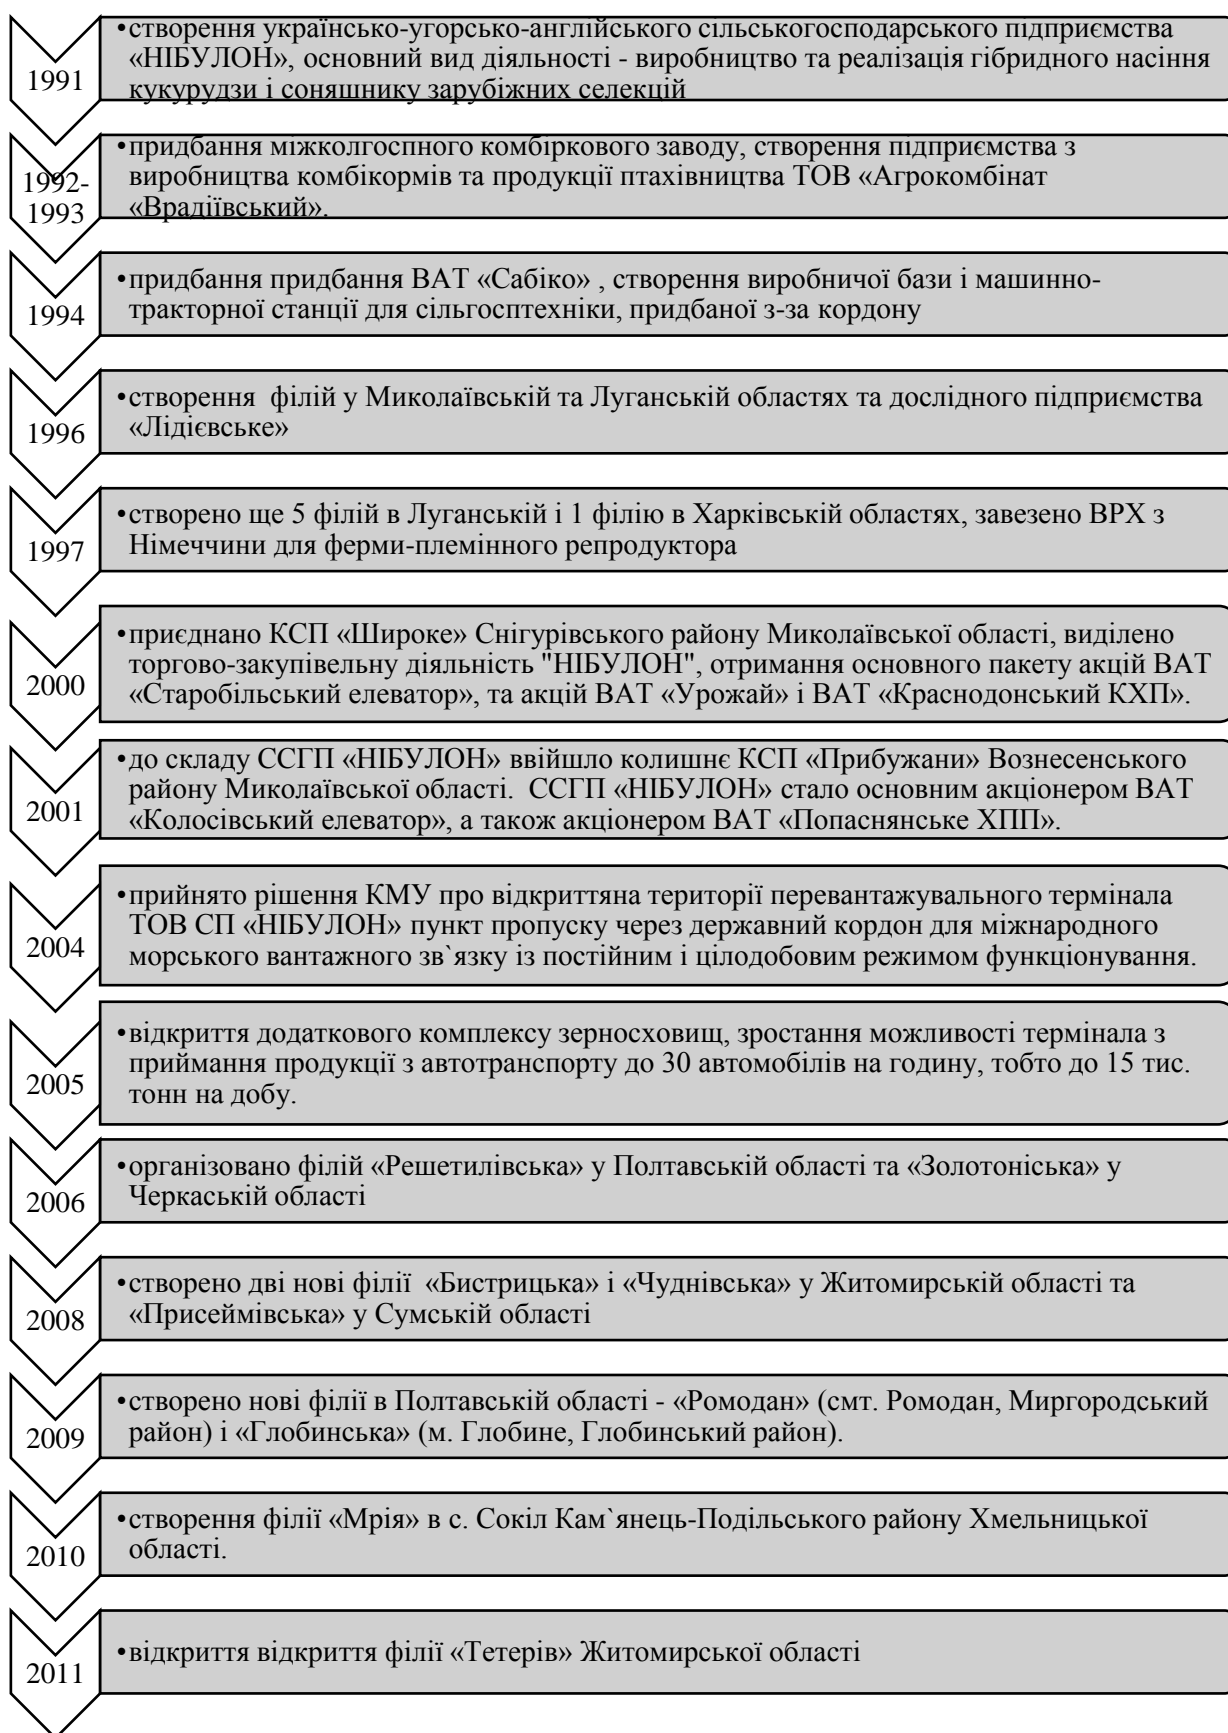 1991
•створення українсько-угорсько-англійського сільськогосподарського підприємства
«НІБУЛОН», основний вид діяльності - виробництво та реалізація гібридного насіння
кукурудзи і соняшнику зарубіжних селекцій
1992-
1993
•придбання міжколгоспного комбіркового заводу, створення підприємства з
виробництва комбікормів та продукції птахівництва ТОВ «Агрокомбінат
«Врадіївський».
1994
•придбання придбання ВАТ «Сабіко» , створення виробничої бази і машинно-
тракторної станції для сільгосптехніки, придбаної з-за кордону
1996
•створення філій у Миколаївській та Луганській областях та дослідного підприємства
«Лідієвське»
1997
•створено ще 5 філій в Луганській і 1 філію в Харківській областях, завезено ВРХ з
Німеччини для ферми-племінного репродуктора
2000
•приєднано КСП «Широке» Снігурівського району Миколаївської області, виділено
торгово-закупівельну діяльність "НІБУЛОН", отримання основного пакету акцій ВАТ
«Старобільський елеватор», та акцій ВАТ «Урожай» і ВАТ «Краснодонський КХП».
2001
•до складу ССГП «НІБУЛОН» ввійшло колишнє КСП «Прибужани» Вознесенського
району Миколаївської області. ССГП «НІБУЛОН» стало основним акціонером ВАТ
«Колосівський елеватор», а також акціонером ВАТ «Попаснянське ХПП».
2004
•прийнято рішення КМУ про відкриттяна території перевантажувального термінала
ТОВ СП «НІБУЛОН» пункт пропуску через державний кордон для міжнародного
морського вантажного зв`язку із постійним і цілодобовим режимом функціонування.
2005
•відкриття додаткового комплексу зерносховищ, зростання можливості термінала з
приймання продукції з автотранспорту до 30 автомобілів на годину, тобто до 15 тис.
тонн на добу.
2006
•організовано філій «Решетилівська» у Полтавській області та «Золотоніська» у
Черкаській області
2008
•створено дві нові філії «Бистрицька» і «Чуднівська» у Житомирській області та
«Присеймівська» у Сумській області
2009
•створено нові філії в Полтавській області - «Ромодан» (смт. Ромодан, Миргородський
район) і «Глобинська» (м. Глобине, Глобинський район).
2010
•створення філії «Мрія» в с. Сокіл Кам`янець-Подільського району Хмельницької
області.
2011
•відкриття відкриття філії «Тетерів» Житомирської області